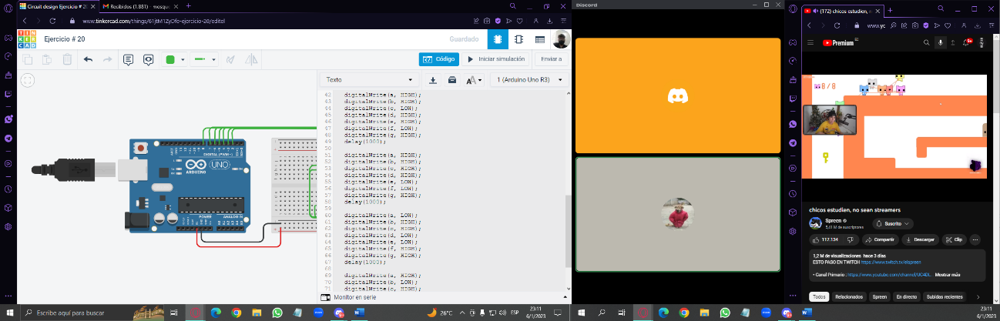 Circuit design Ejercicio # 20
Recibidos (1.881) - mosque
www.tinkercad.com/things/61jtM1ZyDfe-ejercicio-20/editel
TIN
KER
CAD
Ejercicio # 20
Guardado
Código
Iniciar simulación
Enviar a
Texto
1 (Arduino Uno R3)
42 digitalWrite(a, HIGH);
43 digitalWrite(b, HIGH);
44 digitalWrite(c, LOW);
45 digitalWrite(d, HIGH);
46 digitalWrite(e, HIGH);
47 digitalWrite(f, LOW);
48 digitalWrite(g, HIGH);
49 delay(1000);
50
51 digitalWrite(a, HIGH);
52 digitalWrite(b, HIGH);
53 digitalWrite(c, HIGH);
54 digitalWrite(d, HIGH);
55 digitalWrite(e, LOW);
56 digitalWrite(f, LOW);
57 digitalWrite(g, HIGH);
58 delay(1000);
59
60 digitalWrite(a, LOW);
61 digitalWrite(b, HIGH);
62 digitalWrite(c, HIGH);
63 digitalWrite(d, LOW);
64 digitalWrite(e, LOW);
65 digitalWrite(f, HIGH);
66 digitalWrite(g, HIGH);
67 delay(1000);
68
69 digitalWrite(a, HIGH);
70 digitalWrite(b, LOW);
71 digitalWrite(c, HIGH);
Monitor en serie
DIGITAL (PWM~)
UNO
ARDUINO
POWER
ANALOG IN
Discord
(172) chicos estudien, n
www.yc
Premium
EC
9+
8/8
chicos estudien, no sean streamers
Spreen
5,41 M de suscriptores
Suscrito
117.134
Compartir
Descargar
Clip
1,2 M de visualizaciones hace 3 días
ESTO PASO EN TWITCH https://www.twitch.tv/elspreen
• Canal Primario : https://www.youtube.com/channel/UC4DL.. Mostrar más
Todos
Relacionados
Spreen
En directo
Subidas recientes
Escribe aquí para buscar
26°C
ESP
23:11
6/1/2023
23:11
6/1/2023